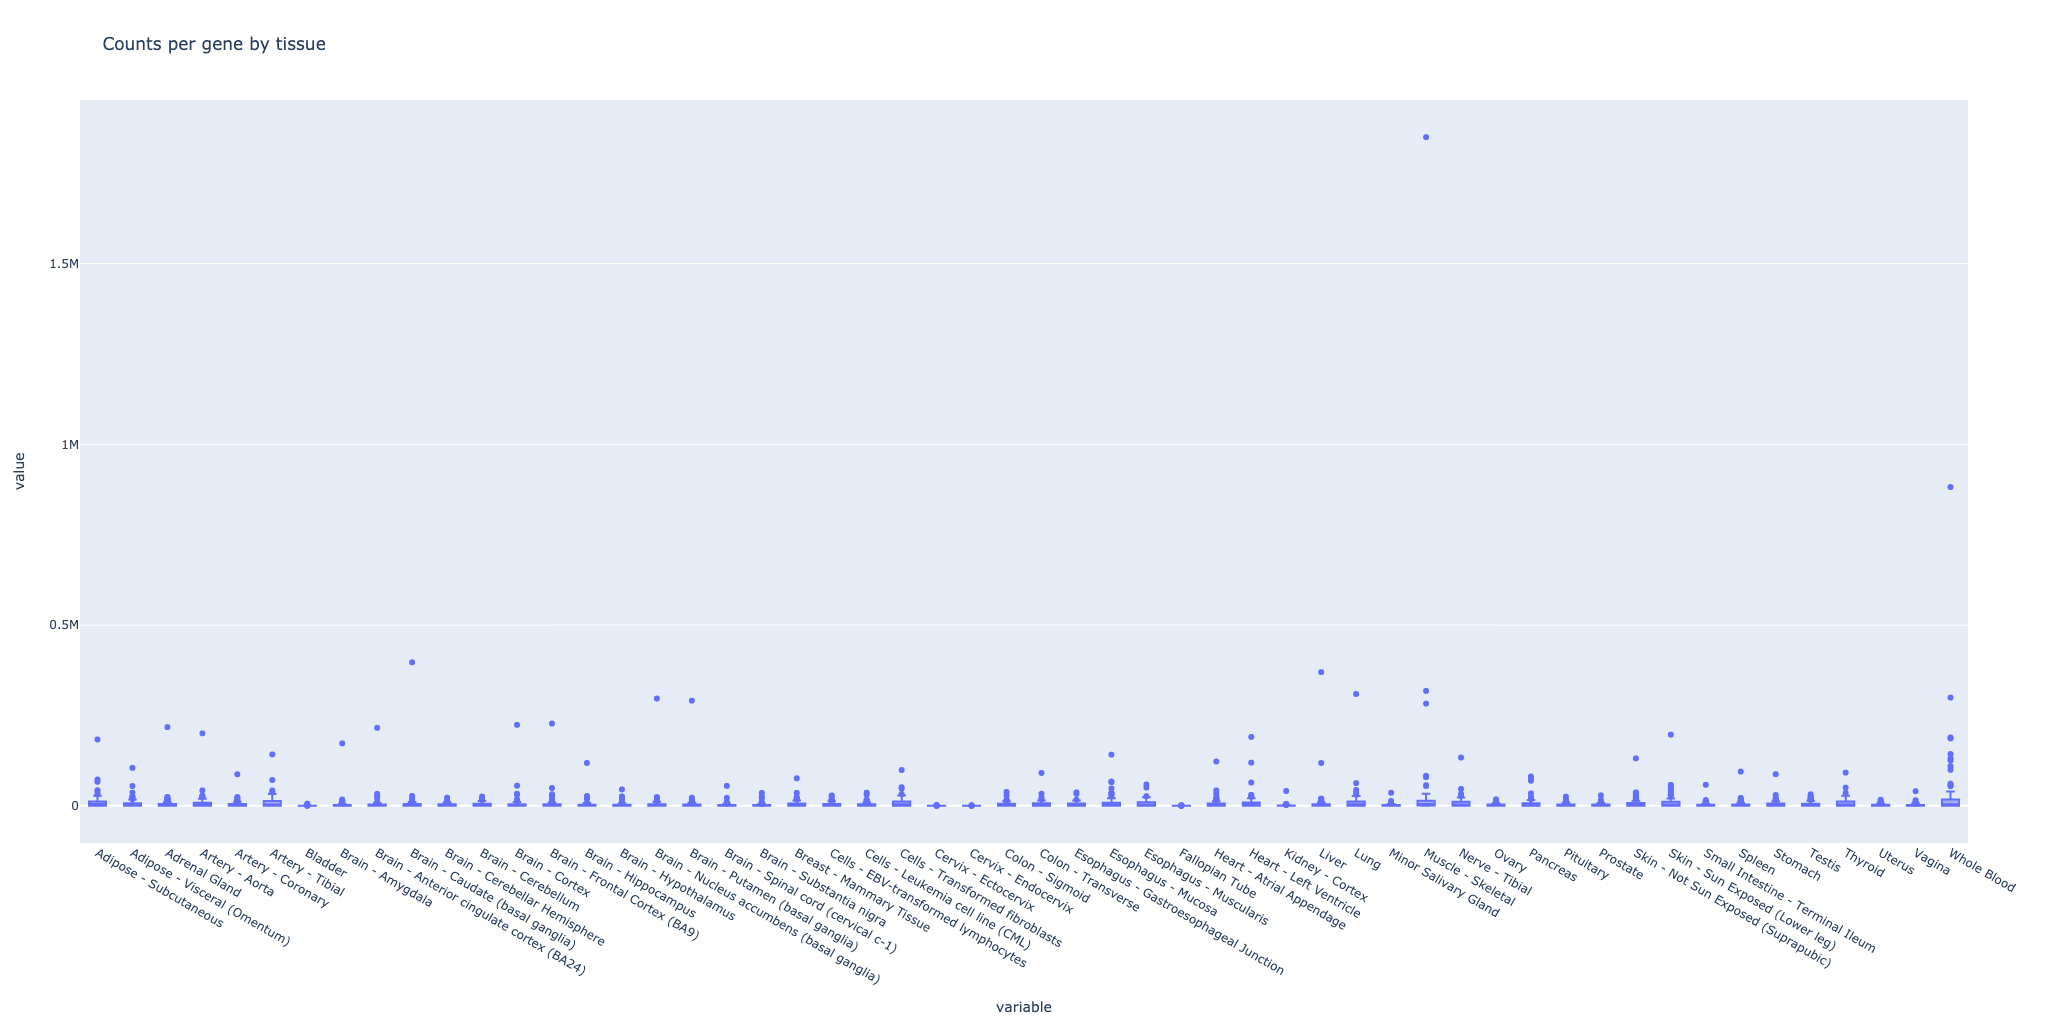 Counts per gene by tissue
1.5M
1M
0.5M
0
value
Adipose - Subcutaneous
Adipose - Visceral (Omentum)
Adrenal Gland
Artery - Aorta
Artery - Coronary
Artery - Tibial
Bladder
Brain - Amygdala
Brain - Anterior cingulate cortex (BA24)
Brain - Caudate (basal ganglia)
Brain - Cerebellar Hemisphere
Brain - Cerebellum
Brain - Cortex
Brain - Frontal Cortex (BA9)
Brain - Hippocampus
Brain - Hypothalamus
Brain - Nucleus accumbens (basal ganglia)
Brain - Putamen (basal ganglia)
Brain - Spinal cord (cervical c-1)
Brain - Substantia nigra
Breast - Mammary Tissue
Cells - EBV-transformed lymphocytes
Cells - Leukemia cell line (CML)
Cells - Transformed fibroblasts
Cervix - Ectocervix
Cervix - Endocervix
Colon - Sigmoid
Colon - Transverse
Esophagus - Gastroesophageal Junction
Esophagus - Mucosa
Esophagus - Muscularis
Fallopian Tube
Heart - Atrial Appendage
Heart - Left Ventricle
Kidney - Cortex
Liver
Lung
Minor Salivary Gland
Muscle - Skeletal
Nerve - Tibial
Ovary
Pancreas
Pituitary
Prostate
Skin - Not Sun Exposed (Suprapubic)
Skin - Sun Exposed (Lower leg)
Small Intestine - Terminal Ileum
Spleen
Stomach
Testis
Thyroid
Uterus
Vagina
Whole Blood
variable